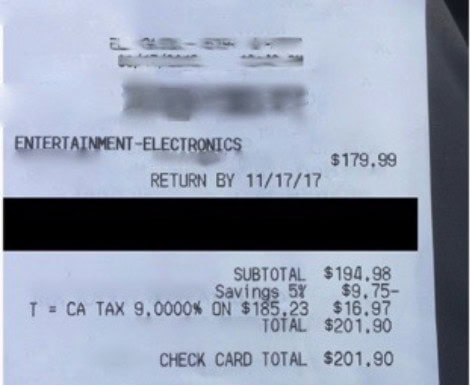 ENTERTAINMENT-ELECTRONICS
$179.99
RETURN BY 11/17/17
SUBTOTAL $194.98
Savings 5% $9.75-
T = CA TAX 9.0000% ON $185.23 $16.97
TOTAL $201.90
CHECK CARD TOTAL $201.90